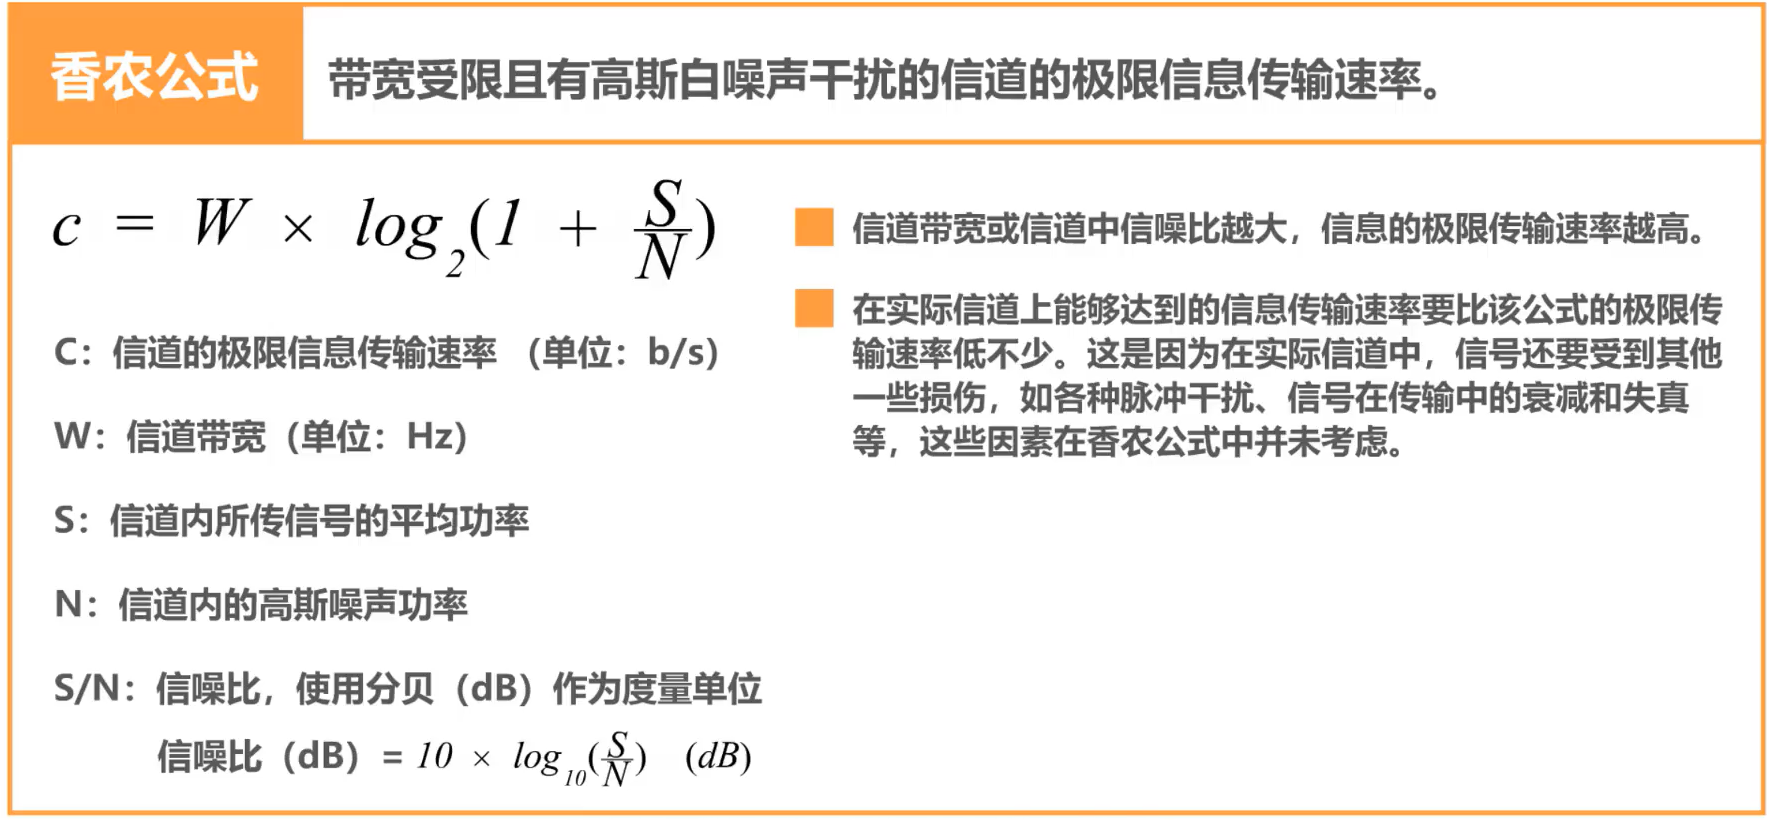 香农公式
带宽受限且有高斯白噪声干扰的信道的极限信息传输速率。
c = W × log₂(1 + S/N)
C：信道的极限信息传输速率 （单位：b/s）
W：信道带宽（单位：Hz）
S：信道内所传信号的平均功率
N：信道内的高斯噪声功率
S/N：信噪比，使用分贝（dB）作为度量单位
信噪比（dB）= 10 × log₁₀(S/N) (dB)
信道带宽或信道中信噪比越大，信息的极限传输速率越高。
在实际信道上能够达到的信息传输速率要比该公式的极限传
输速率低不少。这是因为在实际信道中，信号还要受到其他
一些损伤，如各种脉冲干扰、信号在传输中的衰减和失真
等，这些因素在香农公式中并未考虑。